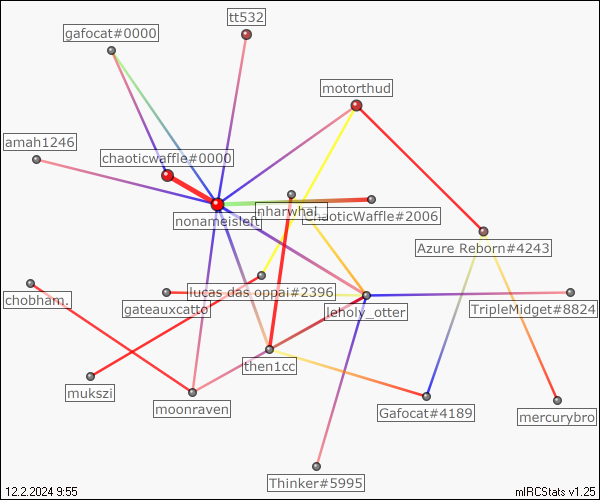 tt532
gafocat#0000
motorthud
amah1246
chaoticwaffle#0000
nharwhal_
ChaoticWaffle#2006
nonameisleft
Azure Reborn#4243
lucas das oppai#2396
chobham.
gateauxcatto
leholy_otter
TripleMidget#8824
then1cc
mukszi
moonraven
Gafocat#4189
mercurybro
Thinker#5995
12.2.2024 9:55
mIRCStats v1.25